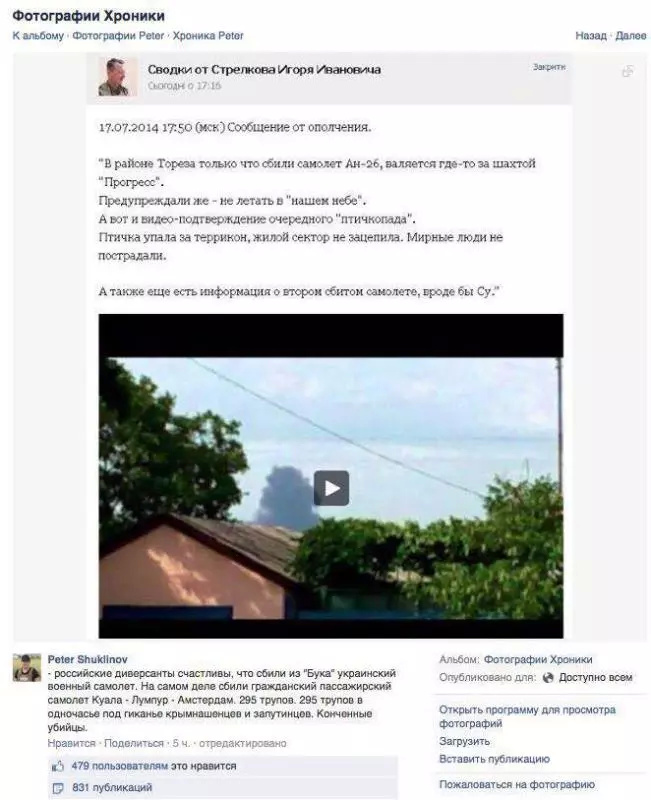 Фотографии Хроники
К альбому · Фотографии Peter · Хроника Peter
Назад · Далее
Сводки от Стрелкова Игоря Ивановича
Закрити
Сьогодні о 17:16
17.07.2014 17:50 (мск) Сообщение от ополчения.
"В районе Тореза только что сбили самолет Ан-26, валяется где-то за шахтой
"Прогресс".
Предупреждали же - не летать в "нашем небе".
А вот и видео-подтверждение очередного "птичкопада".
Птичка упала за террикон, жилой сектор не зацепила. Мирные люди не
пострадали.
А также еще есть информация о втором сбитом самолете, вроде бы Су."
Peter Shuklinov
- российские диверсанты счастливы, что сбили из "Бука" украинский
военный самолет. На самом деле сбили гражданский пассажирский
самолет Куала - Лумпур - Амстердам. 295 трупов. 295 трупов в
одночасье под гиканье крымнашенцев и запутинцев. Конченные
убийцы.
Нравится · Поделиться · 5 ч. · отредактировано
479 пользователям это нравится
831 публикаций
Альбом: Фотографии Хроники
Опубликовано для: Доступно всем
Открыть программу для просмотра
фотографий
Загрузить
Вставить публикацию
Пожаловаться на фотографию